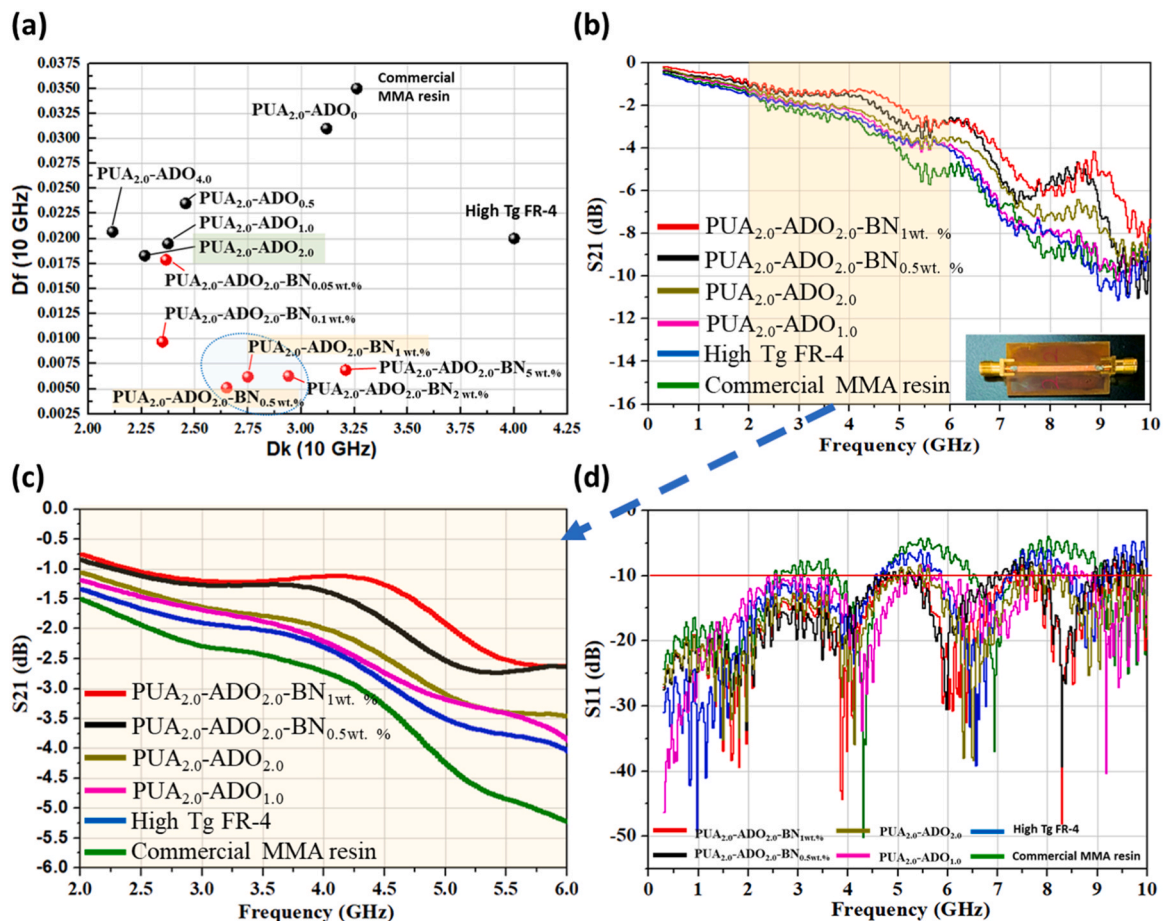 (a)
0.0375
0.0350
0.0325
0.0300
0.0275
0.0250
0.0225
0.0200
0.0175
0.0150
0.0125
0.0100
0.0075
0.0050
0.0025
Df (10 GHz)
Commercial
MMA resin
PUA2.0-ADO0
PUA2.0-ADO4.0
PUA2.0-ADO0.5
High Tg FR-4
PUA2.0-ADO1.0
PUA2.0-ADO2.0
PUA2.0-ADO2.0-BN0.05 wt.%
PUA2.0-ADO2.0-BN0.1 wt.%
PUA2.0-ADO2.0-BN1 wt.%
PUA2.0-ADO2.0-BN5 wt.%
PUA2.0-ADO2.0-BN2 wt.%
PUA2.0-ADO2.0-BN0.5wt.%
2.00 2.25 2.50 2.75 3.00 3.25 3.50 3.75 4.00 4.25
Dk (10 GHz)
(b)
0
-2
-4
-6
-8
-10
-12
-14
-16
S21 (dB)
PUA2.0-ADO2.0-BN1wt. %
PUA2.0-ADO2.0-BN0.5wt. %
PUA2.0-ADO2.0
PUA2.0-ADO1.0
High Tg FR-4
Commercial MMA resin
0 1 2 3 4 5 6 7 8 9 10
Frequency (GHz)
(c)
0.0
-0.5
-1.0
-1.5
-2.0
-2.5
-3.0
-3.5
-4.0
-4.5
-5.0
-5.5
-6.0
S21 (dB)
PUA2.0-ADO2.0-BN1wt. %
PUA2.0-ADO2.0-BN0.5wt. %
PUA2.0-ADO2.0
PUA2.0-ADO1.0
High Tg FR-4
Commercial MMA resin
2.0 2.5 3.0 3.5 4.0 4.5 5.0 5.5 6.0
Frequency (GHz)
(d)
0
-10
-20
-30
-40
-50
S11 (dB)
PUA2.0-ADO2.0-BN1wt.% PUA2.0-ADO2.0 High Tg FR-4
PUA2.0-ADO2.0-BN0.5wt.% PUA2.0-ADO1.0 Commercial MMA resin
0 1 2 3 4 5 6 7 8 9 10
Frequency (GHz)